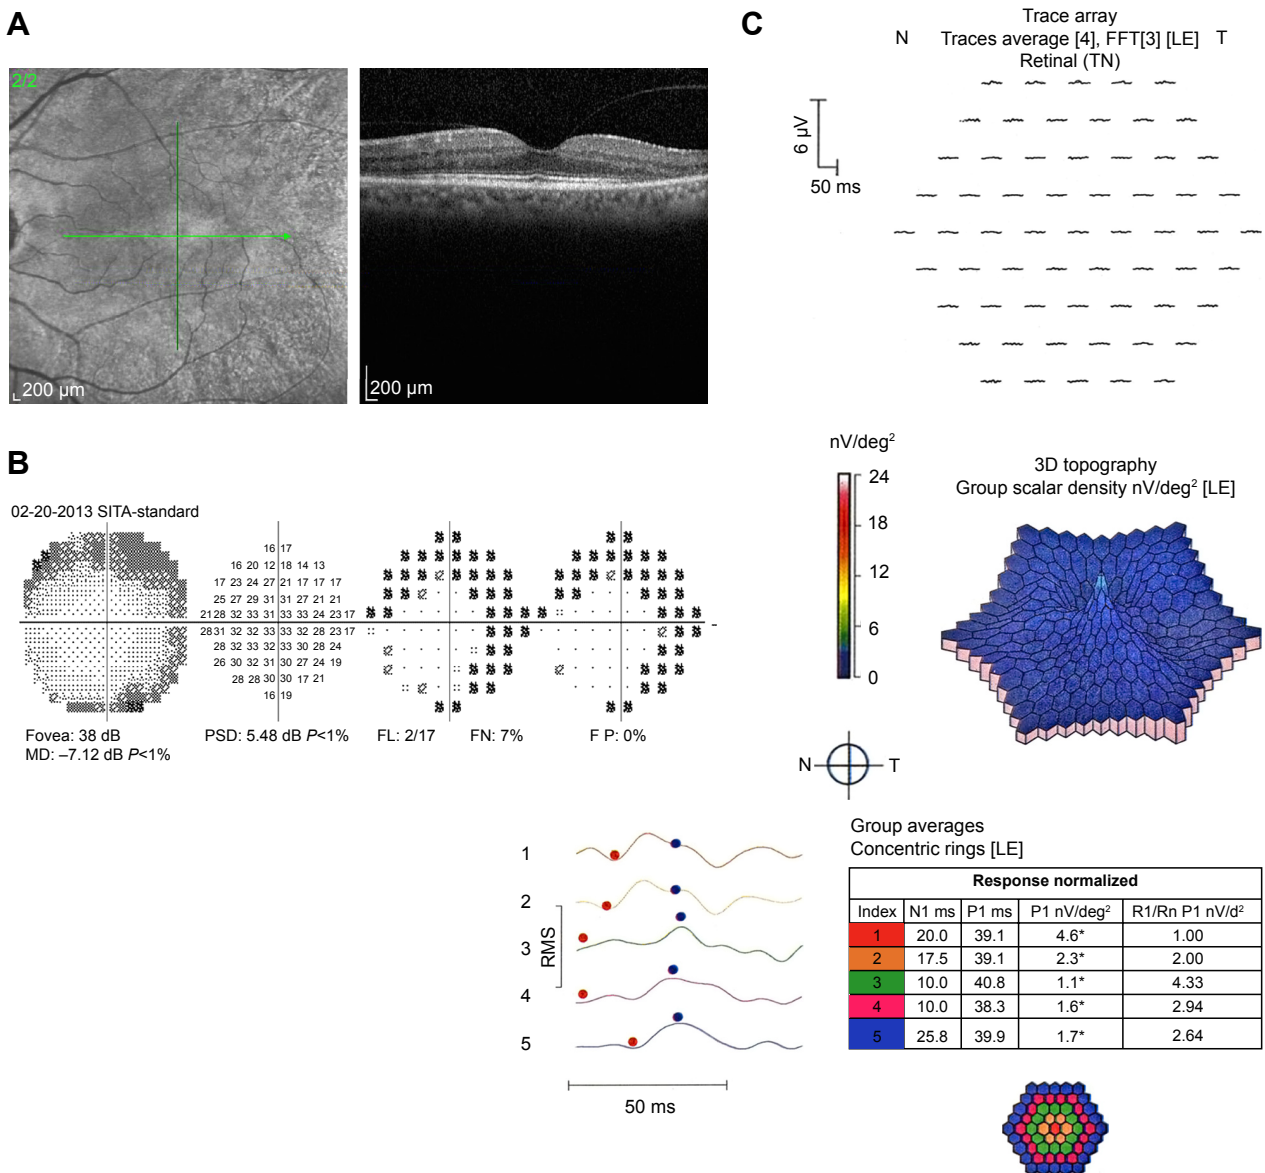 A
2/2
200 µm
200 µm
B
02-20-2013 SITA-standard
16 17
16 20 12 18 14 13
17 23 24 27 21 17 17 17
25 27 29 31 31 27 21 21
21 28 32 33 31 33 33 24 23 17
28 31 32 32 33 33 32 28 23 17
28 32 33 32 33 30 28 24
26 30 32 31 30 27 24 19
28 28 30 30 17 21
16 19
Fovea: 38 dB
MD: –7.12 dB P<1%
PSD: 5.48 dB P<1%
FL: 2/17
FN: 7%
F P: 0%
C
Trace array
N Traces average [4], FFT[3] [LE] T
Retinal (TN)
6 µV
50 ms
nV/deg²
24
18
12
6
0
3D topography
Group scalar density nV/deg² [LE]
N T
1
2
3
4
5
RMS
50 ms
Group averages
Concentric rings [LE]
Response normalized
Index N1 ms P1 ms P1 nV/deg² R1/Rn P1 nV/d²
1 20.0 39.1 4.6* 1.00
2 17.5 39.1 2.3* 2.00
3 10.0 40.8 1.1* 4.33
4 10.0 38.3 1.6* 2.94
5 25.8 39.9 1.7* 2.64